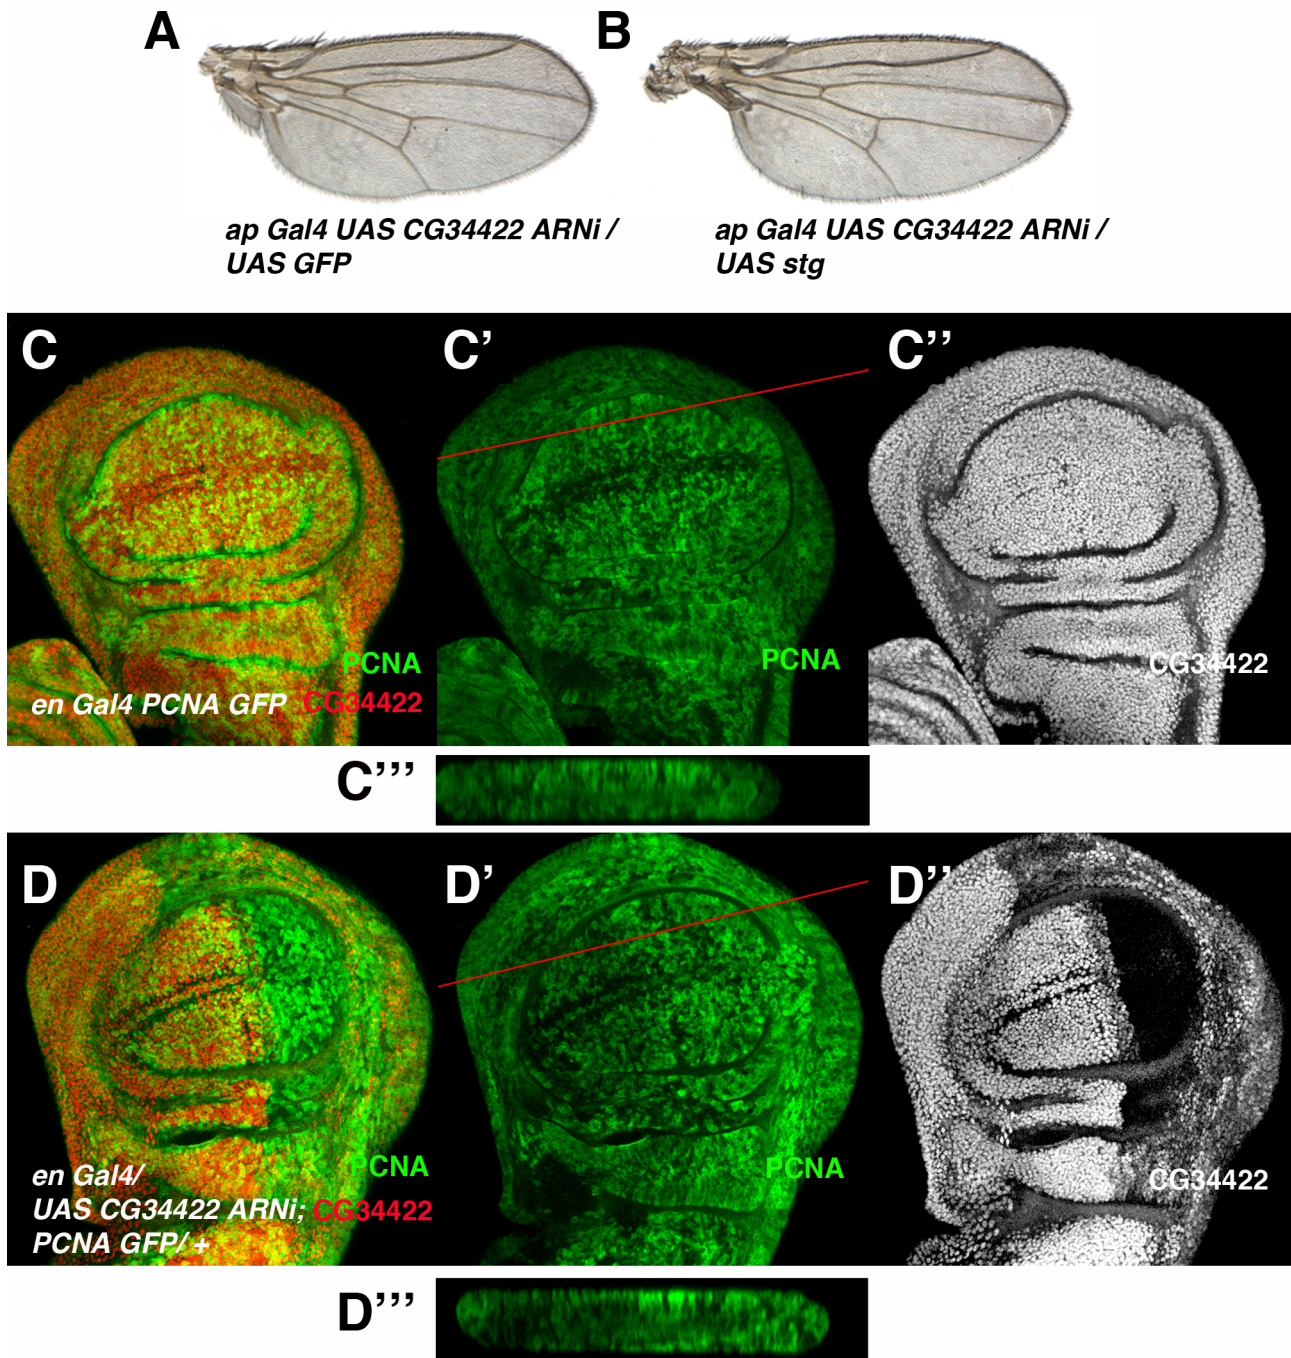 A
B
ap Gal4 UAS CG34422 ARNi /
UAS GFP
ap Gal4 UAS CG34422 ARNi /
UAS stg
C
C’
C’’
PCNA
en Gal4 PCNA GFP CG34422
PCNA
CG34422
C’’’
D
D’
D’’
PCNA
en Gal4/
UAS CG34422 ARNi; CG34422
PCNA GFP/ +
PCNA
CG34422
D’’’